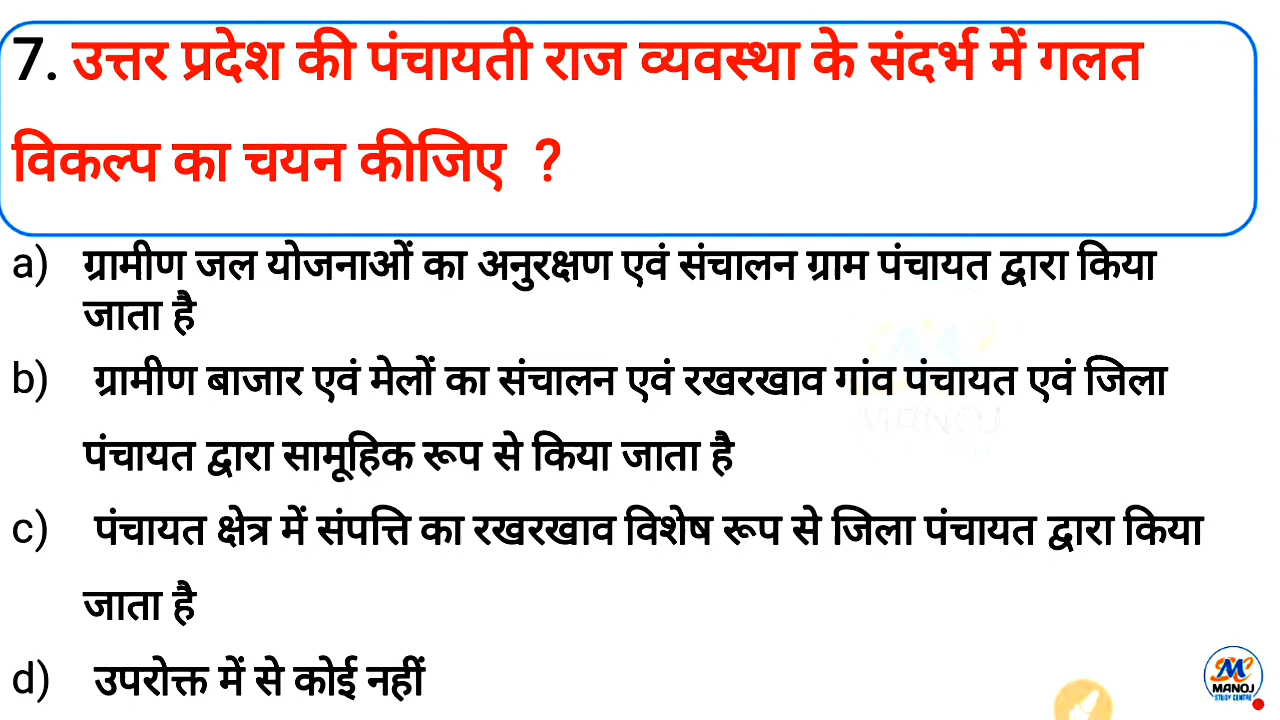 7. उत्तर प्रदेश की पंचायती राज व्यवस्था के संदर्भ में गलत
विकल्प का चयन कीजिए ?
a) ग्रामीण जल योजनाओं का अनुरक्षण एवं संचालन ग्राम पंचायत द्वारा किया
जाता है
b) ग्रामीण बाजार एवं मेलों का संचालन एवं रखरखाव गांव पंचायत एवं जिला
पंचायत द्वारा सामूहिक रूप से किया जाता है
MANOJ
c) पंचायत क्षेत्र में संपत्ति का रखरखाव विशेष रूप से जिला पंचायत द्वारा किया
जाता है
d) उपरोक्त में से कोई नहीं
MANOJ
STUDY CENTRE